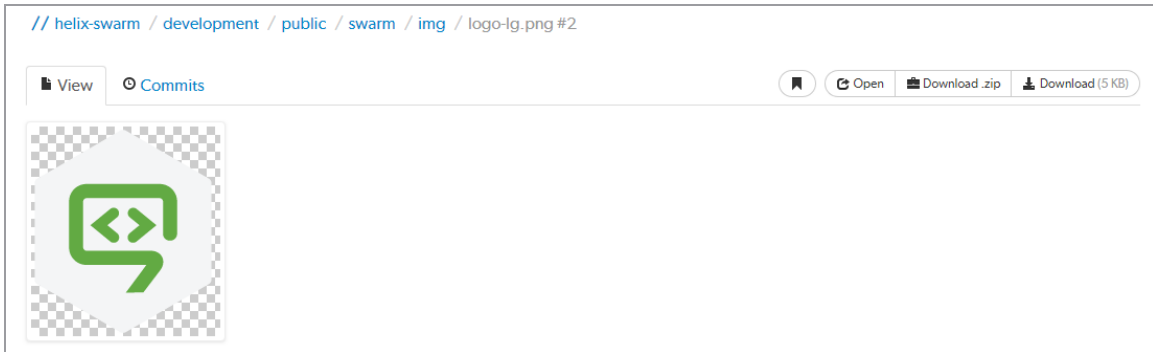 // helix-swarm / development / public / swarm / img / logo-lg.png#2
View Commits Open Download .zip Download (5 KB)